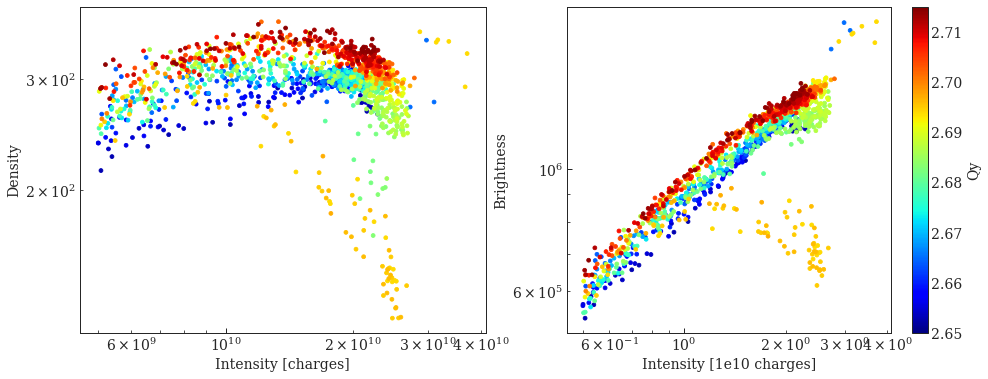 Density
3 × 10²
2 × 10²
6 × 10⁹
10¹⁰
2 × 10¹⁰
3 × 10¹⁰
4 × 10¹⁰
Intensity [charges]
Brightness
10⁶
6 × 10⁵
6 × 10⁻¹
10⁰
2 × 10⁰
3 × 10⁰
4 × 10⁰
Intensity [1e10 charges]
2.71
2.70
2.69
2.68
2.67
2.66
2.65
Qy